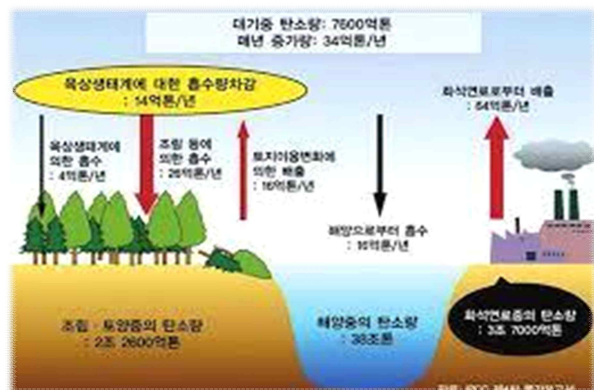 대기중 탄소량: 7600억톤
매년 증가량: 34억톤/년
육상생태계에 대한 흡수량차감
: 14억톤/년
화석연료로부터 배출
: 64억톤/년
육상생태계에
의한 흡수
: 4억톤/년
조림 등에
의한 흡수
: 26억톤/년
토지이용변화에
의한 배출
: 16억톤/년
해양으로부터 흡수
: 16억톤/년
조림·토양중의 탄소량
: 2조 2600억톤
해양중의 탄소량
: 38조톤
화석연료중의 탄소량
: 3조 7000억톤